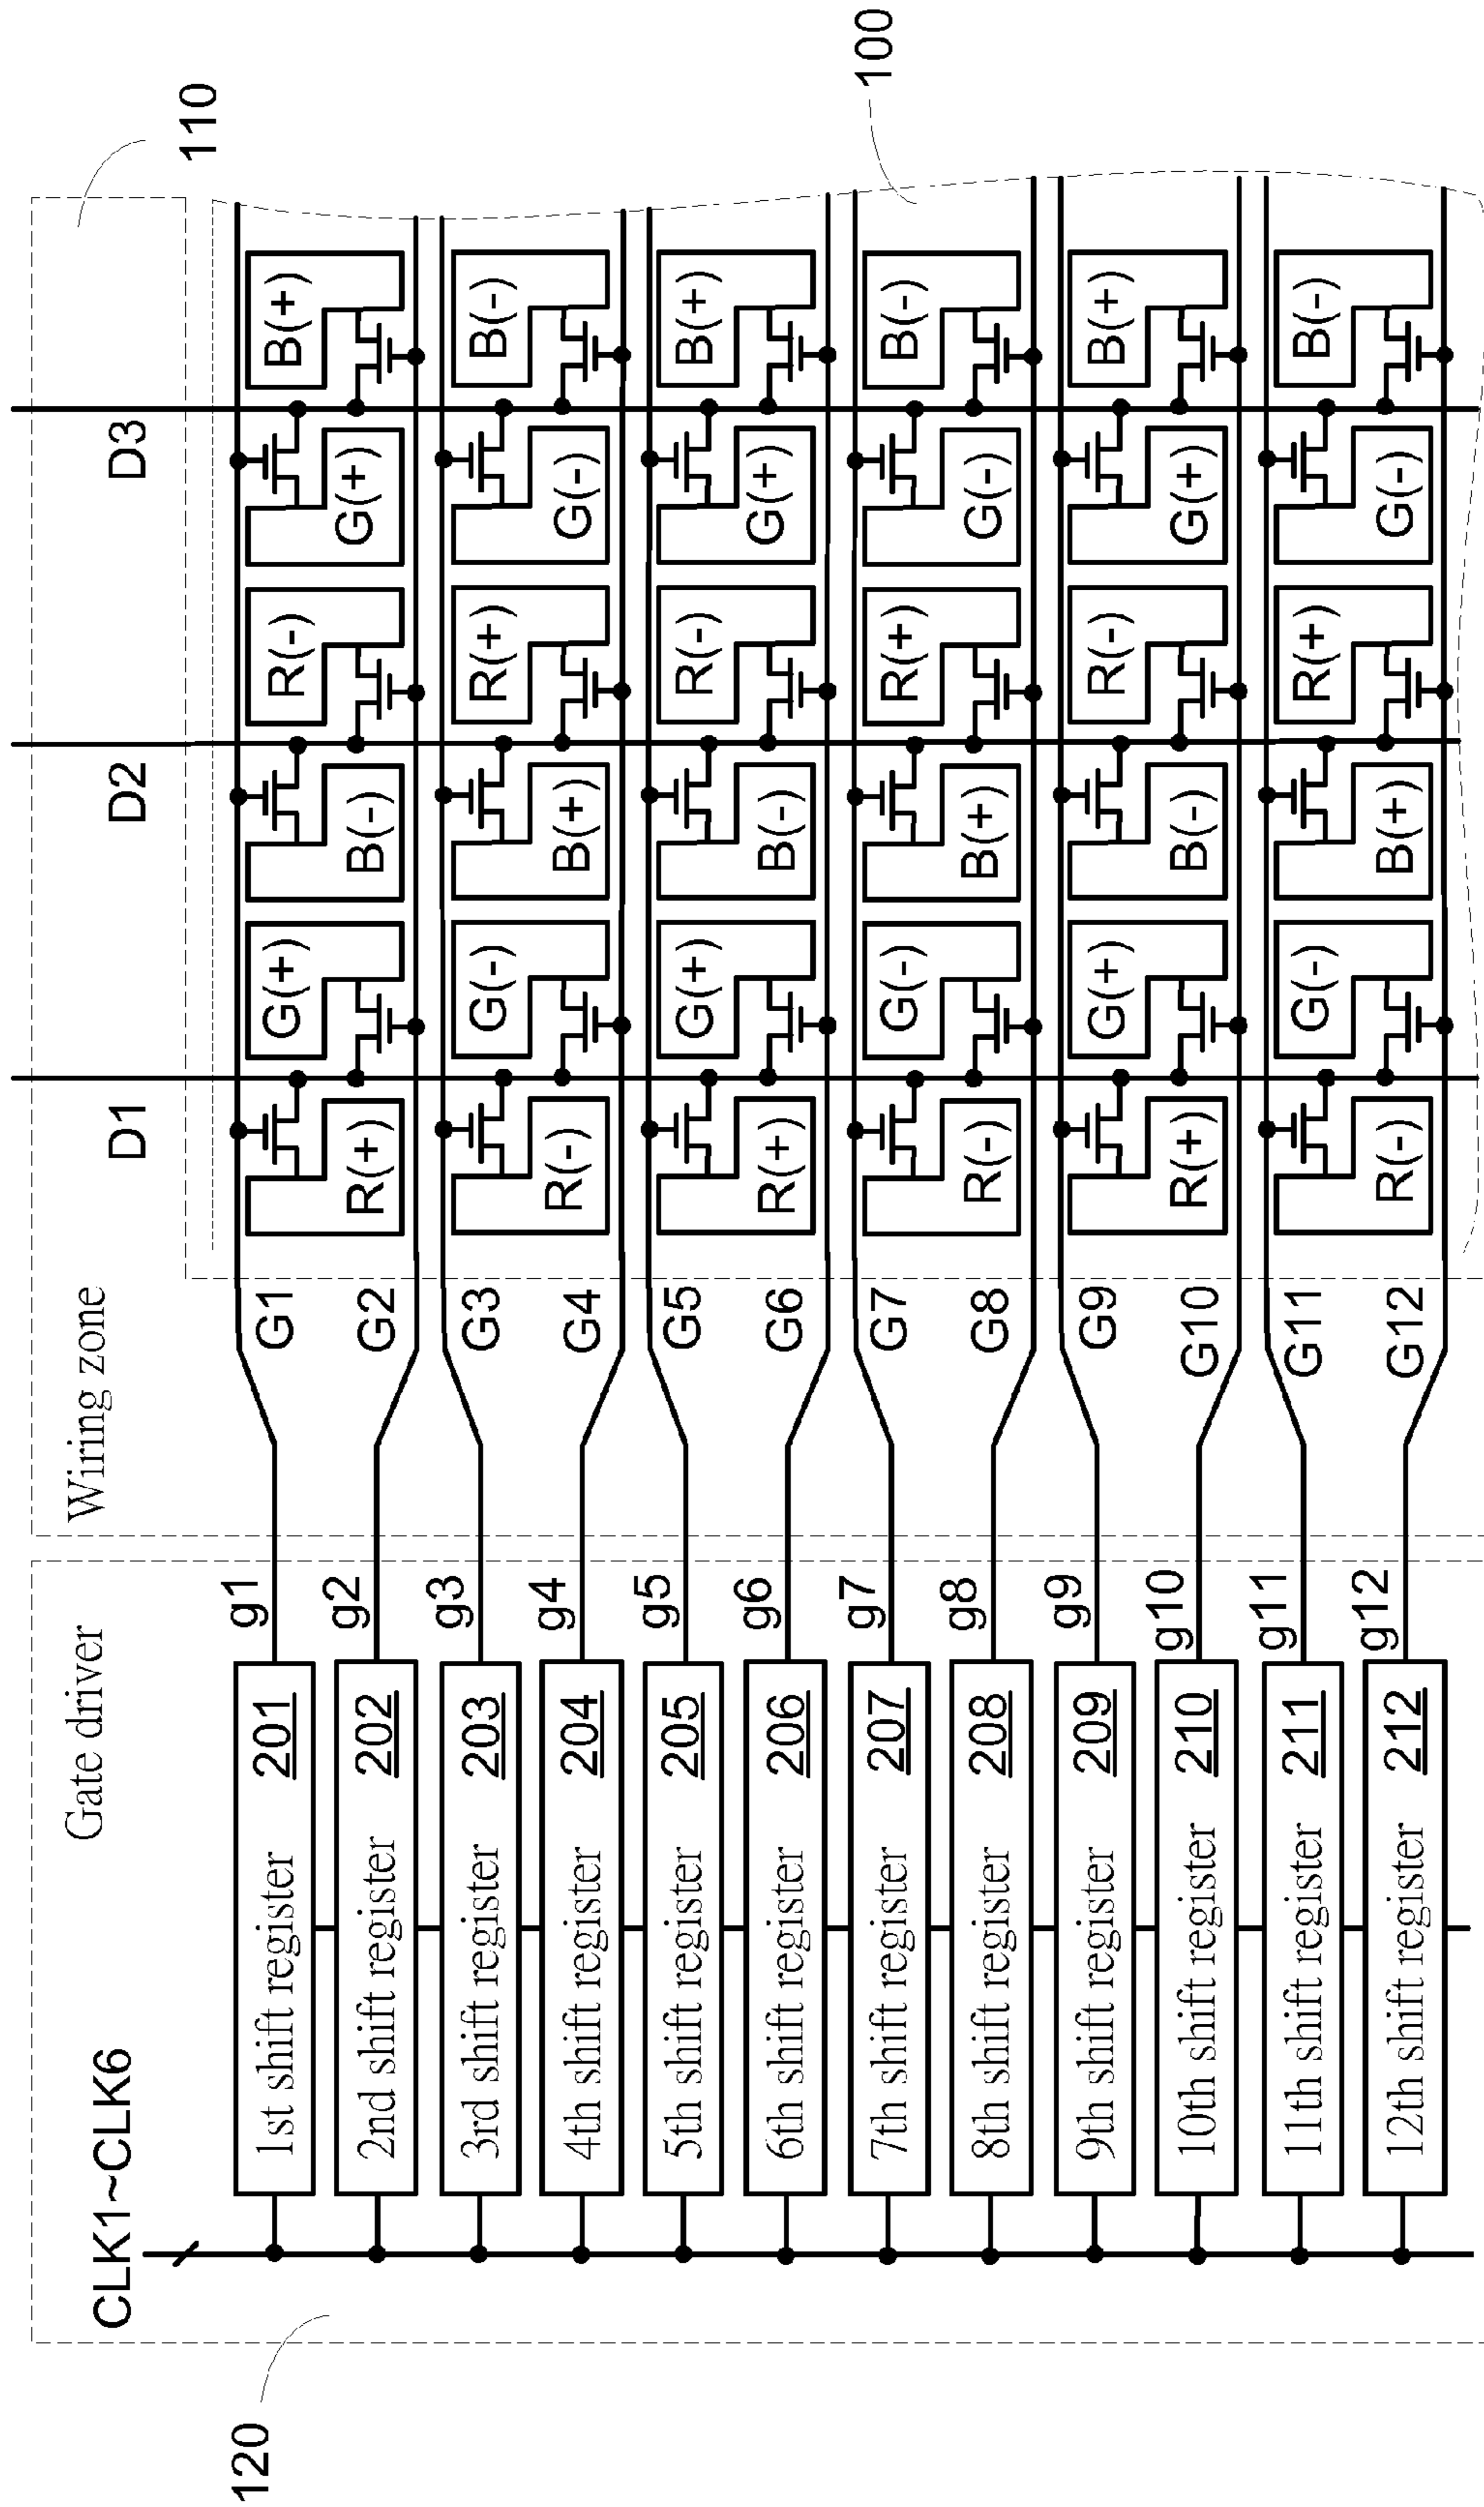 Gate driver
Wiring zone
CLK1~CLK6
D1
D2
D3
110
120
1st shift register 201
g1
G1
G(+)
R(-)
B(+)
R(+)
B(-)
G(+)
2nd shift register 202
g2
G2
3rd shift register 203
g3
G3
G(-)
R(+)
B(-)
R(-)
B(+)
G(-)
4th shift register 204
g4
G4
5th shift register 205
g5
G5
G(+)
R(-)
B(+)
R(+)
B(-)
G(+)
6th shift register 206
g6
G6
100
7th shift register 207
g7
G7
G(-)
R(+)
B(-)
R(-)
B(+)
G(-)
8th shift register 208
g8
G8
9th shift register 209
g9
G9
G(+)
R(-)
B(+)
R(+)
B(-)
G(+)
10th shift register 210
g10
G10
11th shift register 211
g11
G11
G(-)
R(+)
B(-)
R(-)
B(+)
G(-)
12th shift register 212
g12
G12